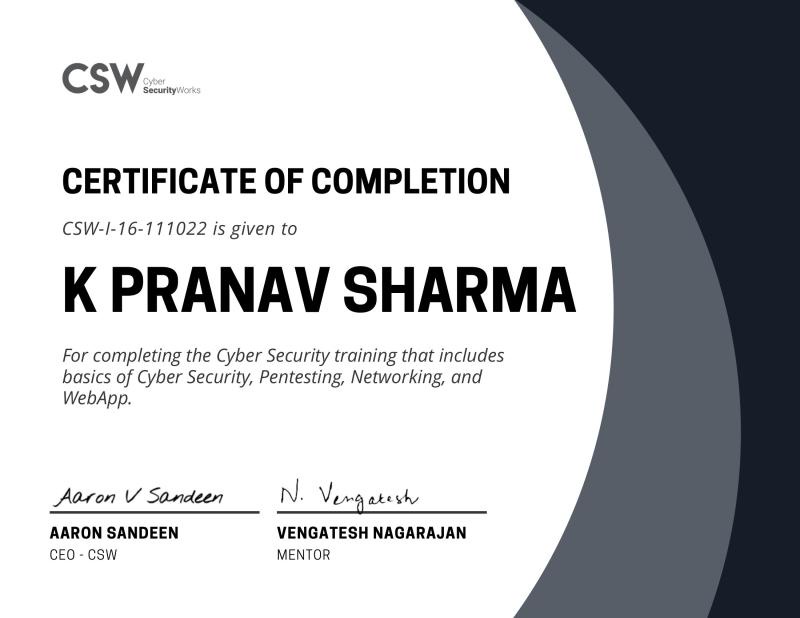 CSW Cyber
SecurityWorks
CERTIFICATE OF COMPLETION
CSW-I-16-111022 is given to
K PRANAV SHARMA
For completing the Cyber Security training that includes
basics of Cyber Security, Pentesting, Networking, and
WebApp.
Aaron V Sandeen
N. Vengatesh
AARON SANDEEN
VENGATESH NAGARAJAN
CEO - CSW
MENTOR